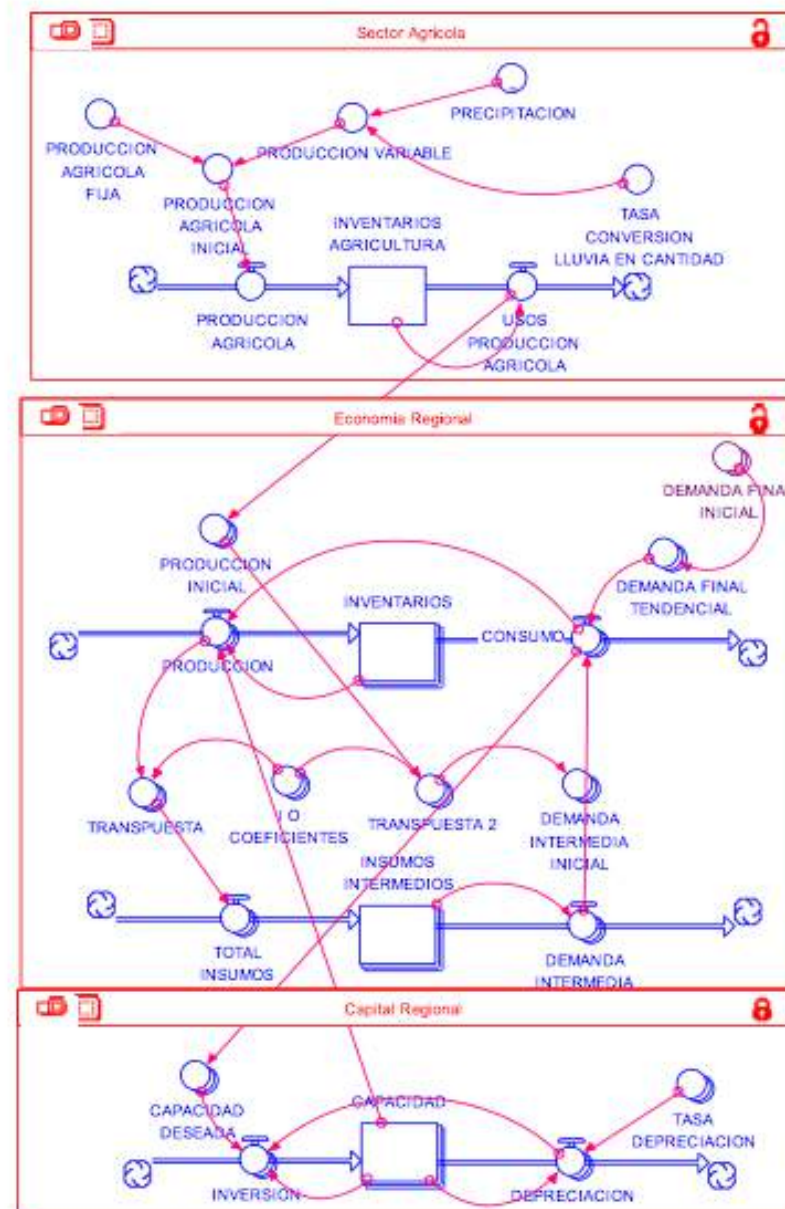 Sector Agricola
PRECIPITACION
PRODUCCION
AGRICOLA
FIJA
PRODUCCION VARIABLE
PRODUCCION
AGRICOLA
INICIAL
INVENTARIOS
AGRICULTURA
TASA
CONVERSION
LLUVIA EN CANTIDAD
PRODUCCION
AGRICOLA
USOS
PRODUCCION
AGRICOLA
Economia Regional
DEMANDA FINA
INICIAL
PRODUCCION
INICIAL
DEMANDA FINAL
TENDENCIAL
INVENTARIOS
CONSUMO
PRODUCCION
TRANSPUESTA
I O
COEFICIENTES
TRANSPUESTA 2
DEMANDA
INTERMEDIA
INICIAL
INSUMOS
INTERMEDIOS
TOTAL
INSUMOS
DEMANDA
INTERMEDIA
Capital Regional
CAPACIDAD
DESEADA
CAPACIDAD
TASA
DEPRECIACION
INVERSION
DEPRECIACION